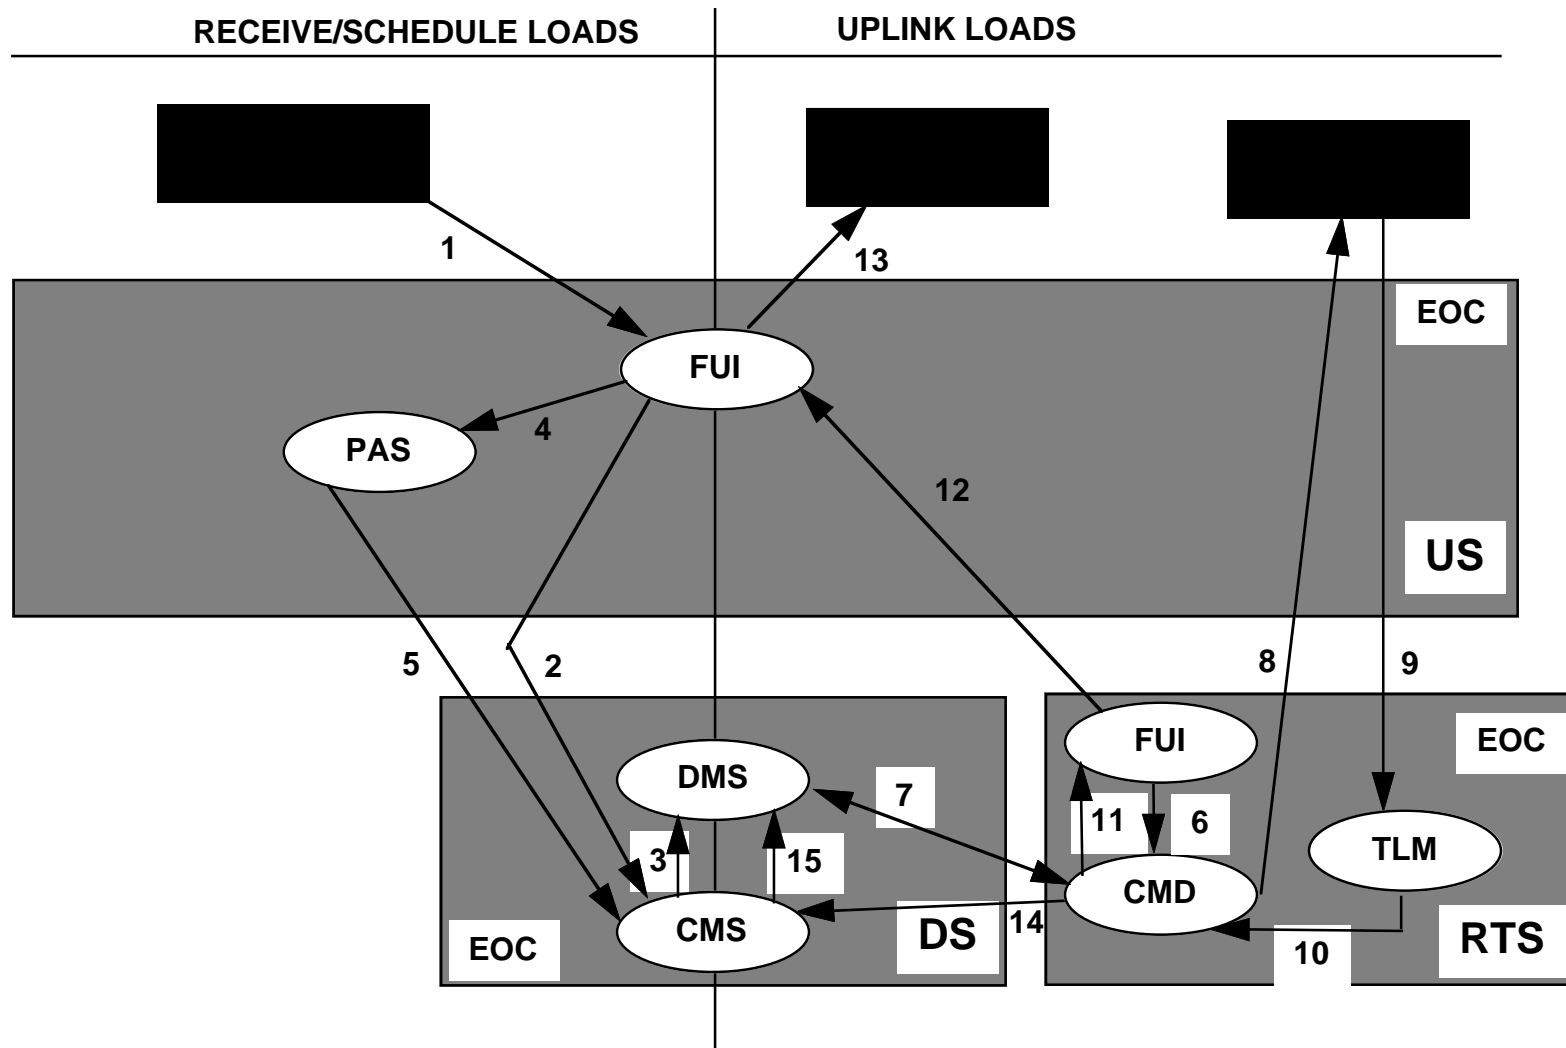 RECEIVE/SCHEDULE LOADS
UPLINK LOADS
1
13
EOC
FUI
4
PAS
12
US
5
2
8
9
FUI
EOC
DMS
7
11
6
TLM
3
15
CMD
CMS
14
DS
EOC
10
RTS